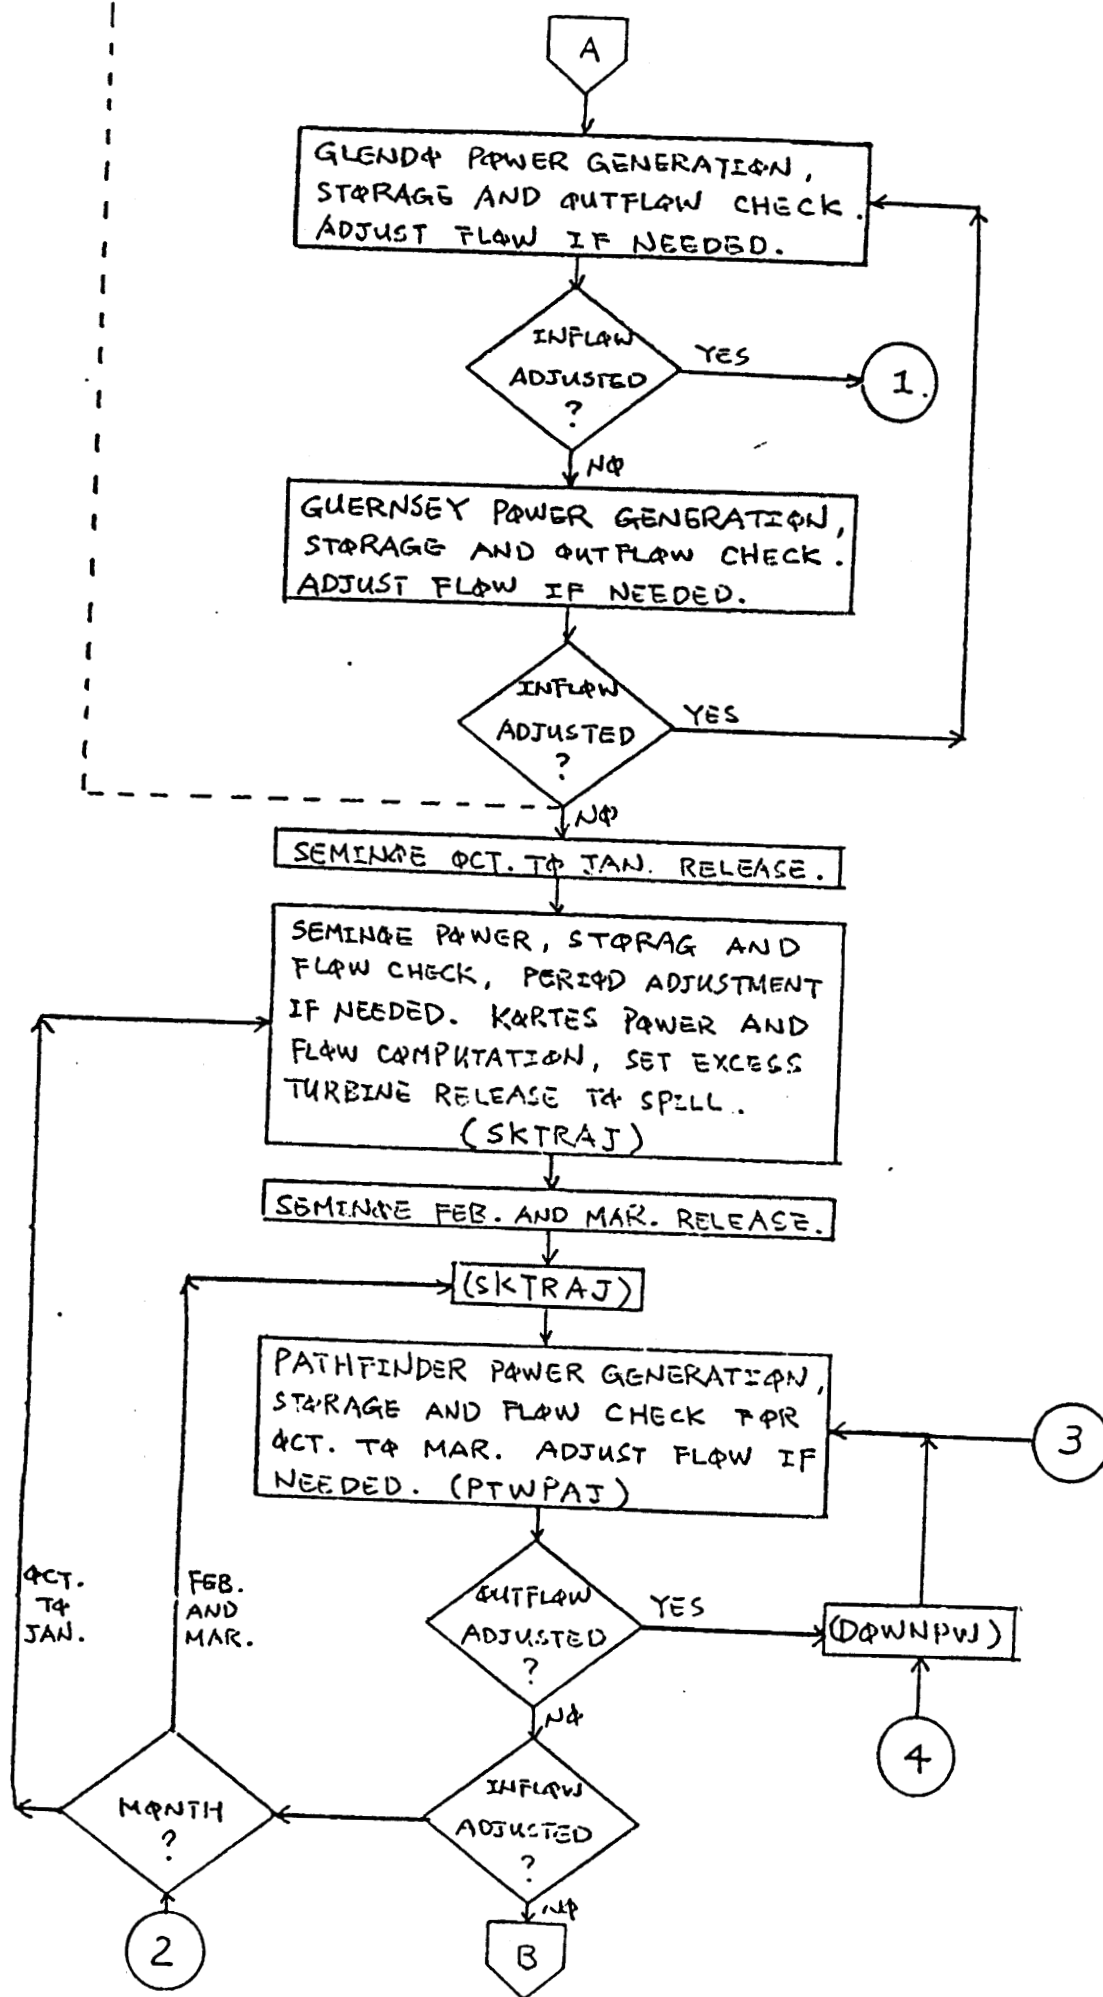 A
GLENDO POWER GENERATION,
STORAGE AND OUTFLOW CHECK.
ADJUST FLOW IF NEEDED.
INFLOW
ADJUSTED
?
YES
1.
NO
GUERNSEY POWER GENERATION,
STORAGE AND OUTFLOW CHECK.
ADJUST FLOW IF NEEDED.
INFLOW
ADJUSTED
?
YES
NO
SEMINOE OCT. TO JAN. RELEASE.
SEMINOE POWER, STORAG AND
FLOW CHECK, PERIOD ADJUSTMENT
IF NEEDED. KORTES POWER AND
FLOW COMPUTATION, SET EXCESS
TURBINE RELEASE TO SPILL.
(SKTRAJ)
SEMINOE FEB. AND MAR. RELEASE.
(SKTRAJ)
PATHFINDER POWER GENERATION,
STORAGE AND FLOW CHECK FOR
OCT. TO MAR. ADJUST FLOW IF
NEEDED. (PTWPAJ)
3
OCT.
TO
JAN.
FEB.
AND
MAR.
OUTFLOW
ADJUSTED
?
YES
(DOWNPW)
NO
4
MONTH
?
INFLOW
ADJUSTED
?
NO
2
B